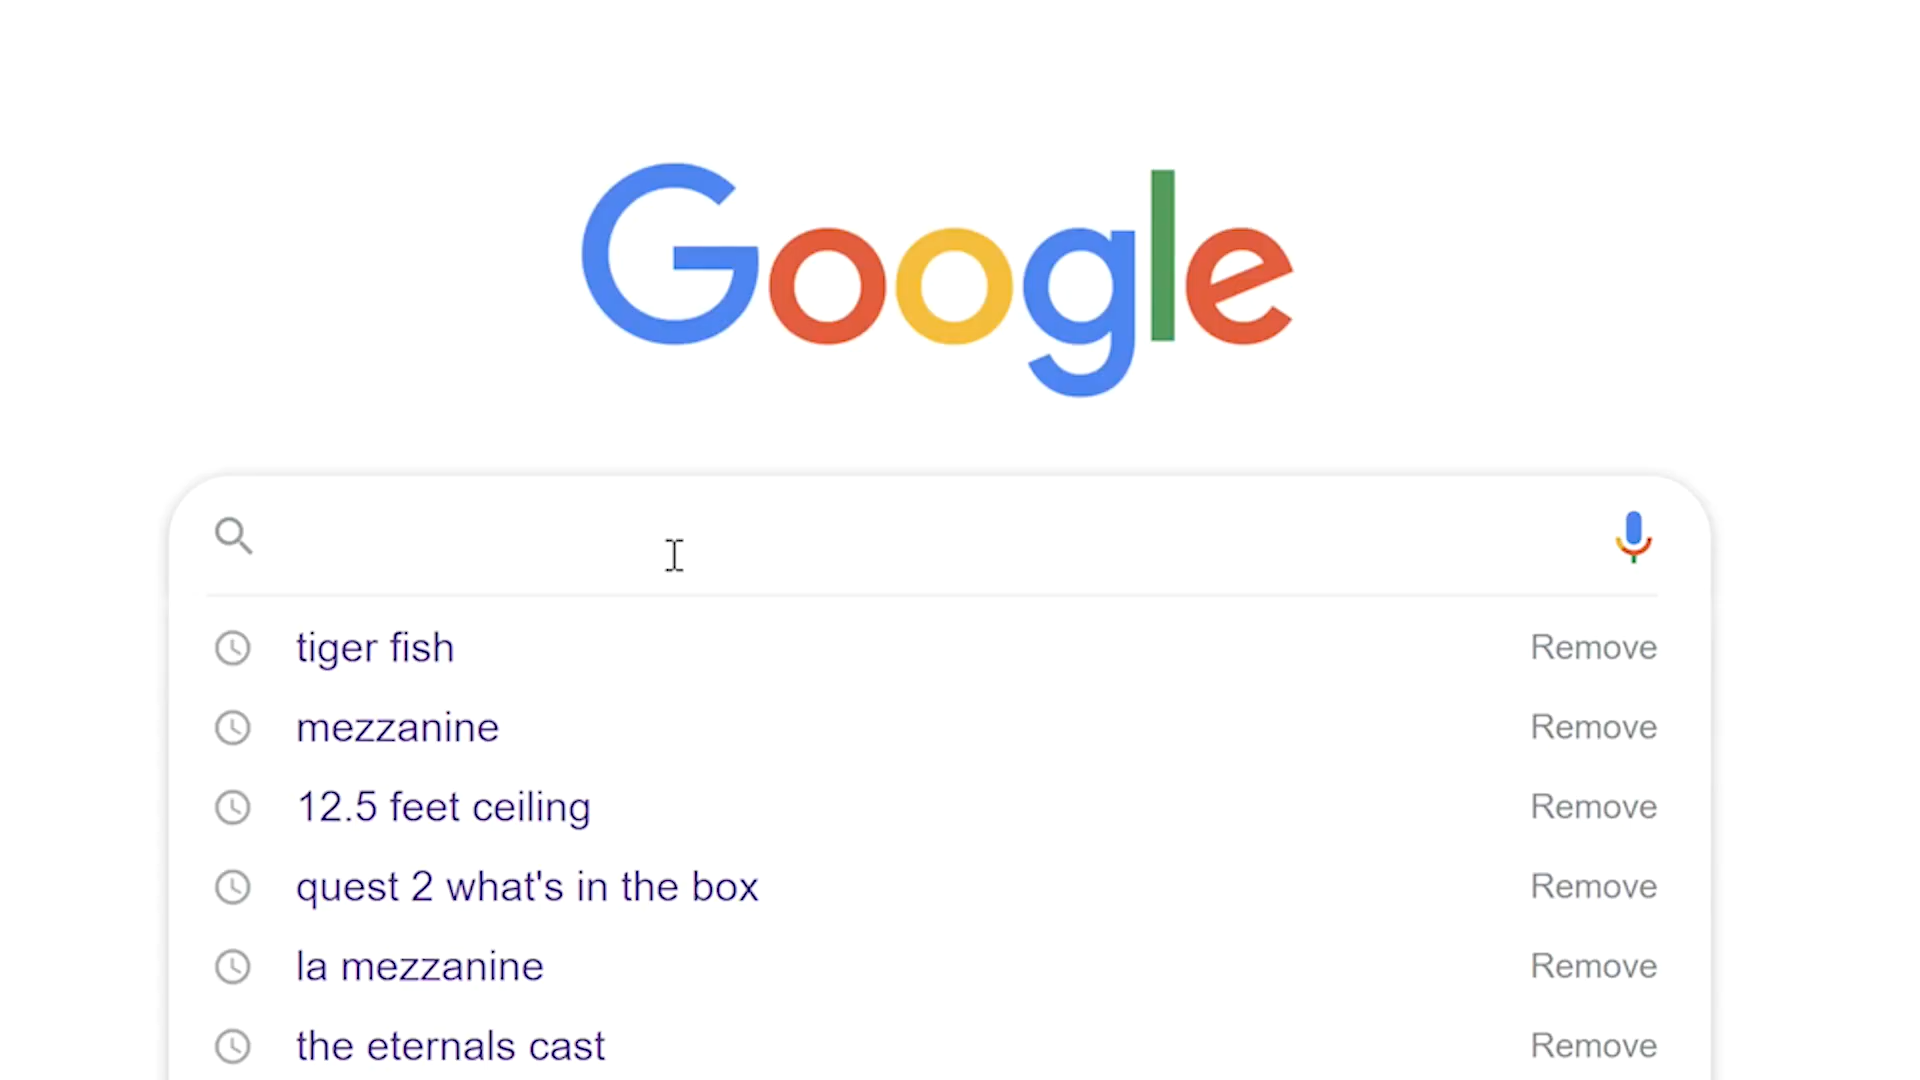 Google
tiger fish Remove
mezzanine Remove
12.5 feet ceiling Remove
quest 2 what's in the box Remove
la mezzanine Remove
the eternals cast Remove